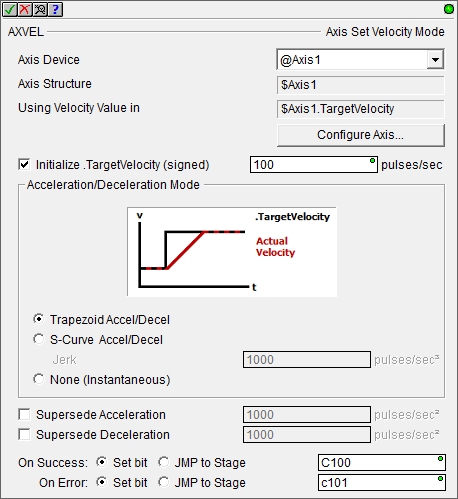 AXVEL Axis Set Velocity Mode
Axis Device @Axis1
Axis Structure $Axis1
Using Velocity Value in $Axis1.TargetVelocity
Configure Axis...
Initialize .TargetVelocity (signed) 100 pulses/sec
Acceleration/Deceleration Mode
v .TargetVelocity
Actual
Velocity
t
Trapezoid Accel/Decel
S-Curve Accel/Decel
Jerk 1000 pulses/sec³
None (Instantaneous)
Supersede Acceleration 1000 pulses/sec²
Supersede Deceleration 1000 pulses/sec²
On Success: Set bit JMP to Stage C100
On Error: Set bit JMP to Stage c101